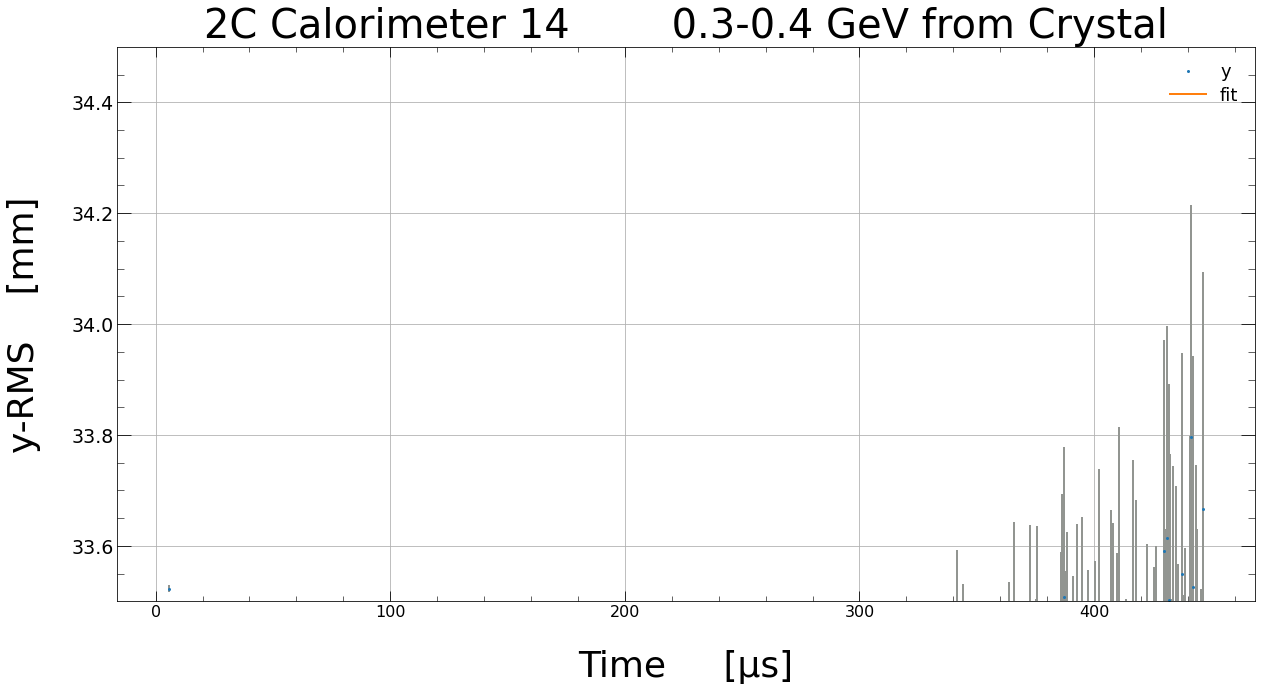 2C Calorimeter 14 0.3-0.4 GeV from Crystal
y
fit
y-RMS [mm]
34.4
34.2
34.0
33.8
33.6
0 100 200 300 400
Time [µs]